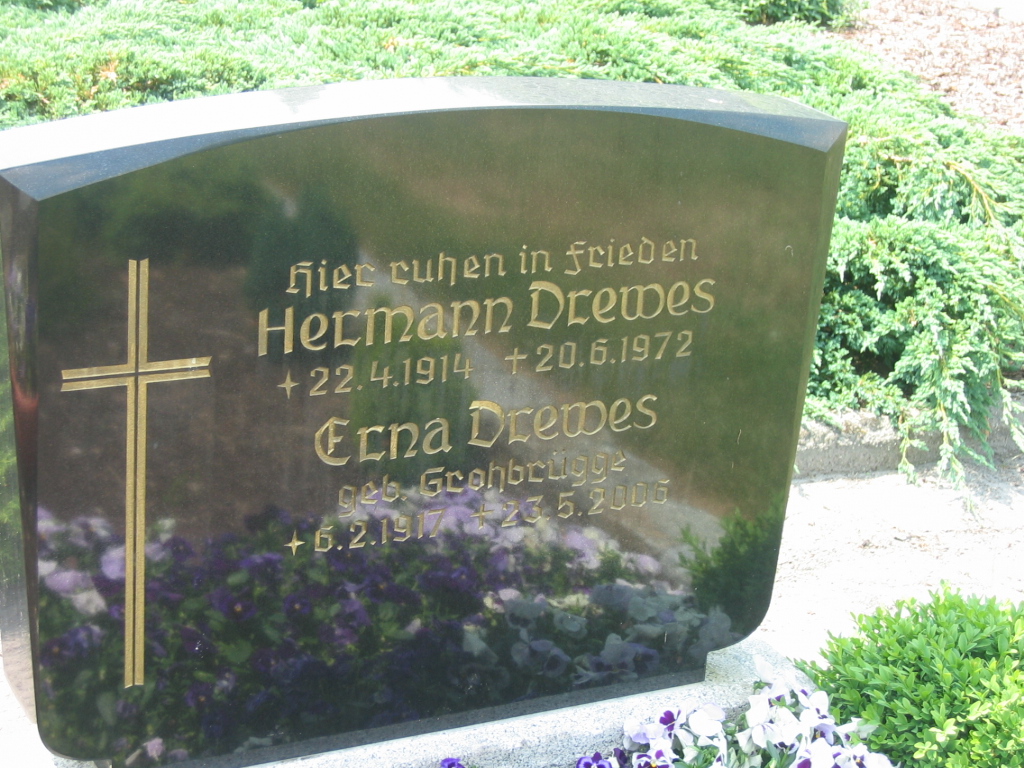 Hier ruhen in Frieden
Hermann Drewes
✦ 22.4.1914 ✝ 20.6.1972
Erna Drewes
geb. Grohbrügge
✦ 6.2.1917 ✝ 23.5.2006